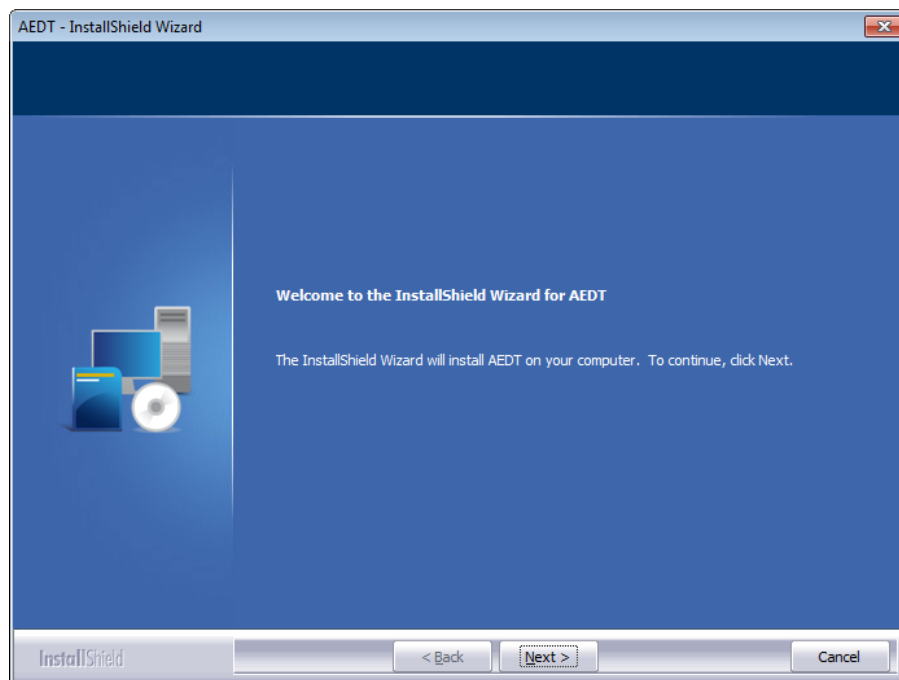 AEDT - InstallShield Wizard
Welcome to the InstallShield Wizard for AEDT
The InstallShield Wizard will install AEDT on your computer. To continue, click Next.
InstallShield
< Back
Next >
Cancel